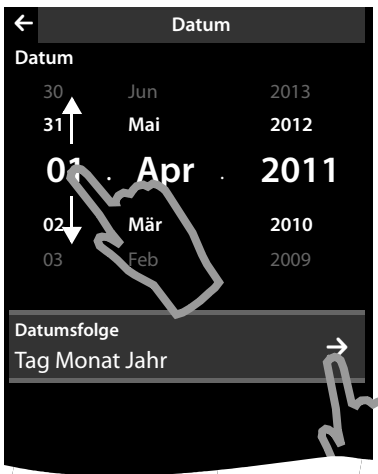 Datum
Datum
30 Jun 2013
31 Mai 2012
01 . Apr . 2011
02 Mär 2010
03 Feb 2009
Datumsfolge
Tag Monat Jahr